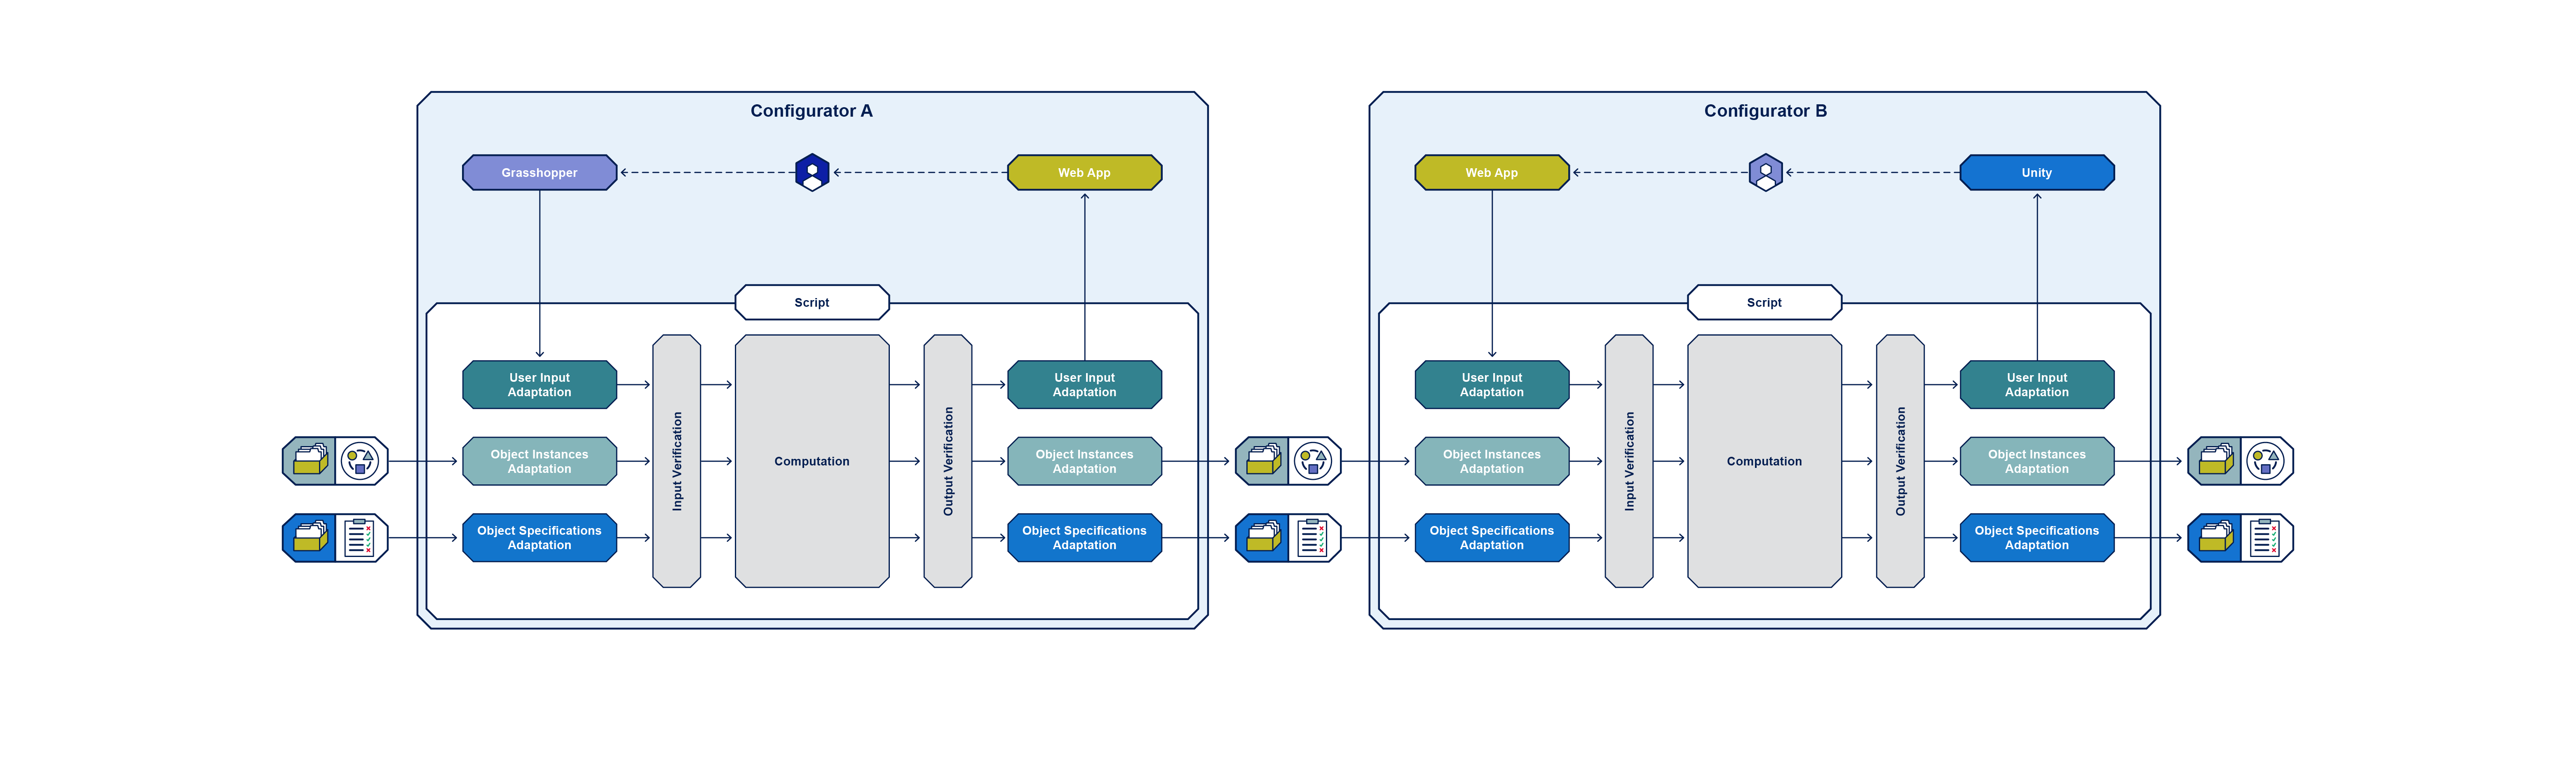 Configurator A
Grasshopper
Web App
Script
User Input
Adaptation
Object Instances
Adaptation
Object Specifications
Adaptation
Input Verification
Computation
Output Verification
User Input
Adaptation
Object Instances
Adaptation
Object Specifications
Adaptation
Configurator B
Web App
Unity
Script
User Input
Adaptation
Object Instances
Adaptation
Object Specifications
Adaptation
Input Verification
Computation
Output Verification
User Input
Adaptation
Object Instances
Adaptation
Object Specifications
Adaptation